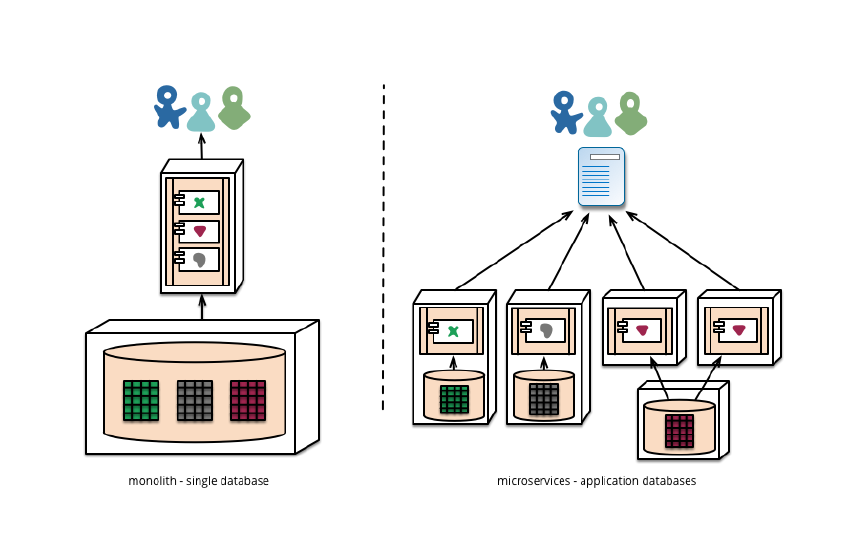 monolith - single database
microservices - application databases